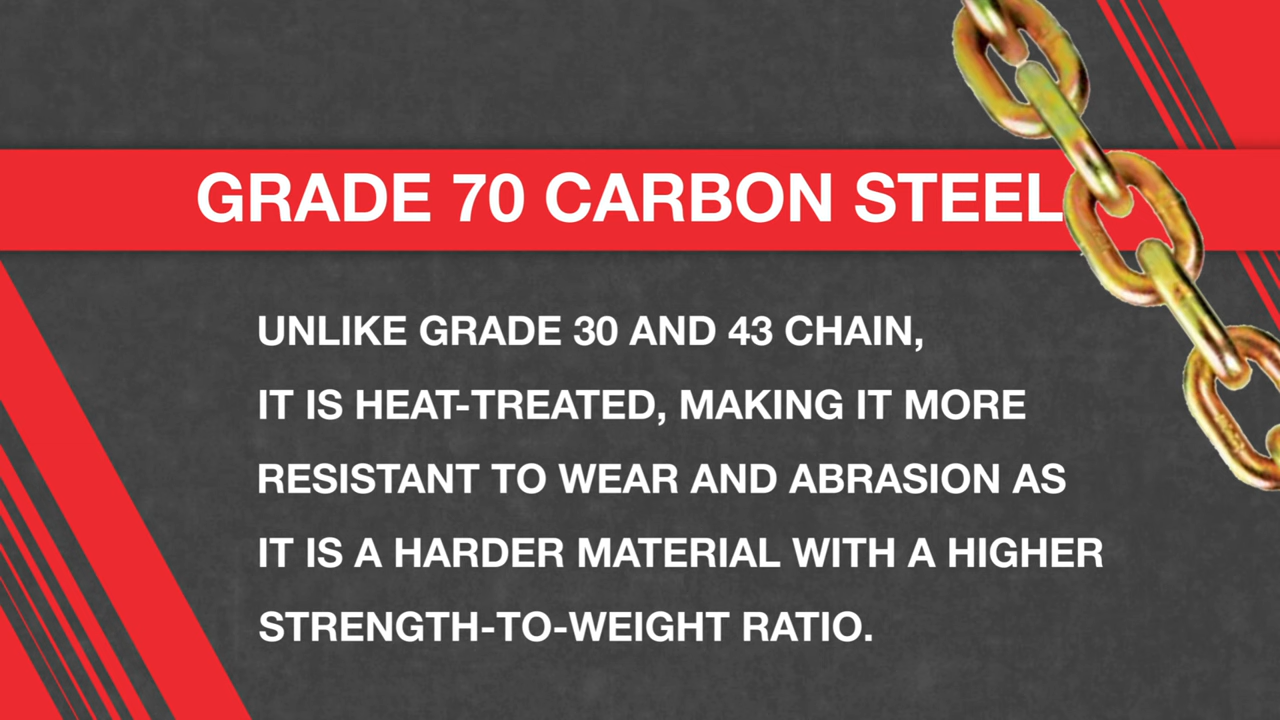 GRADE 70 CARBON STEEL
UNLIKE GRADE 30 AND 43 CHAIN,
IT IS HEAT-TREATED, MAKING IT MORE
RESISTANT TO WEAR AND ABRASION AS
IT IS A HARDER MATERIAL WITH A HIGHER
STRENGTH-TO-WEIGHT RATIO.